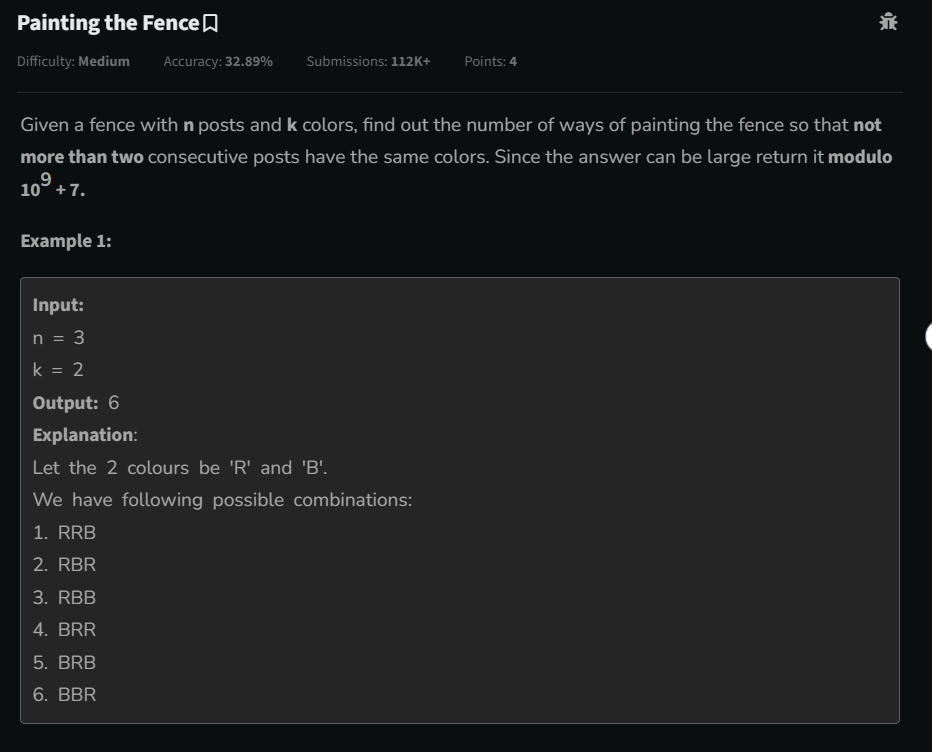 Painting the Fence
Difficulty: Medium Accuracy: 32.89% Submissions: 112K+ Points: 4
Given a fence with n posts and k colors, find out the number of ways of painting the fence so that not
more than two consecutive posts have the same colors. Since the answer can be large return it modulo
10⁹ + 7.
Example 1:
Input:
n = 3
k = 2
Output: 6
Explanation:
Let the 2 colours be 'R' and 'B'.
We have following possible combinations:
1. RRB
2. RBR
3. RBB
4. BRR
5. BRB
6. BBR